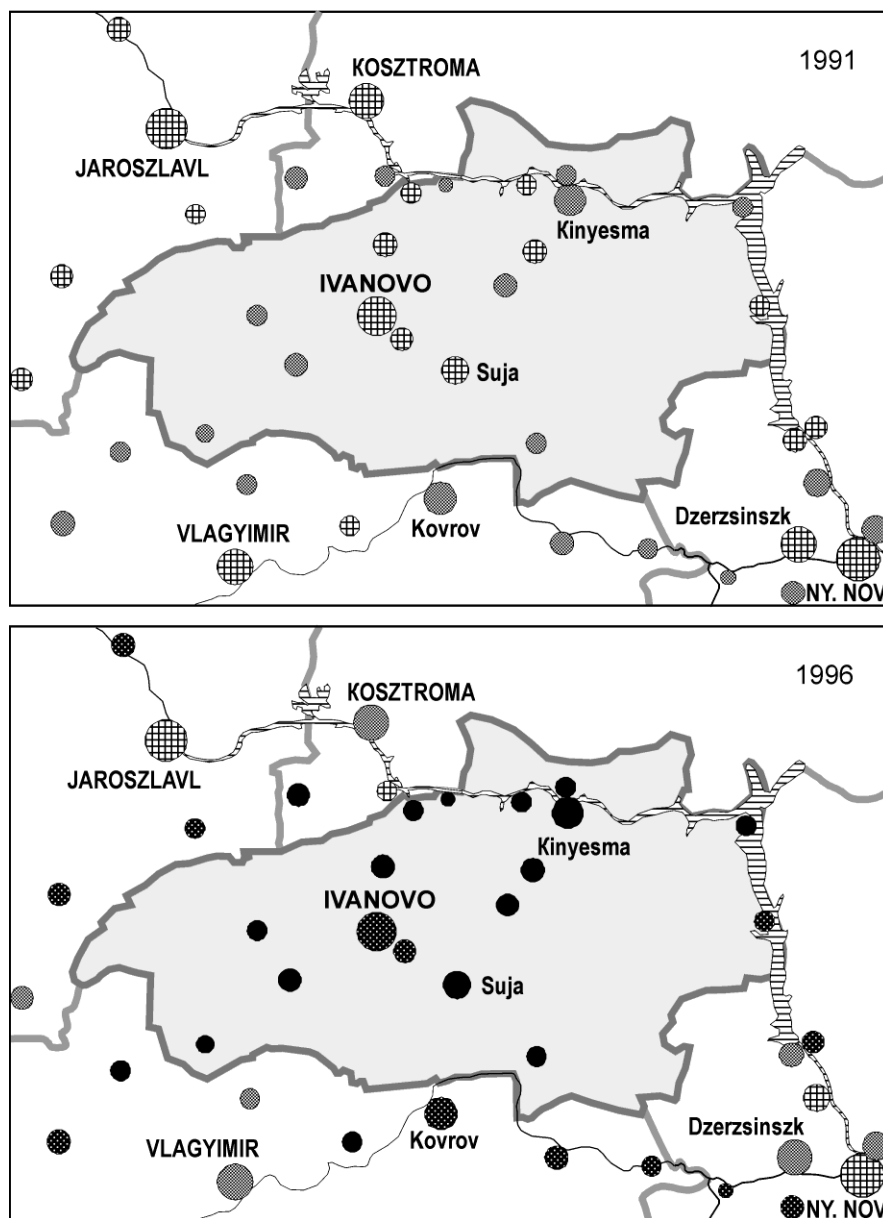 1991
KOSZTROMA
JAROSZLAVL
Kinyesma
IVANOVO
Suja
Kovrov
Dzerzsinszk
VLAGYIMIR
NY. NOV
1996
KOSZTROMA
JAROSZLAVL
Kinyesma
IVANOVO
Suja
Kovrov
Dzerzsinszk
VLAGYIMIR
NY. NOV